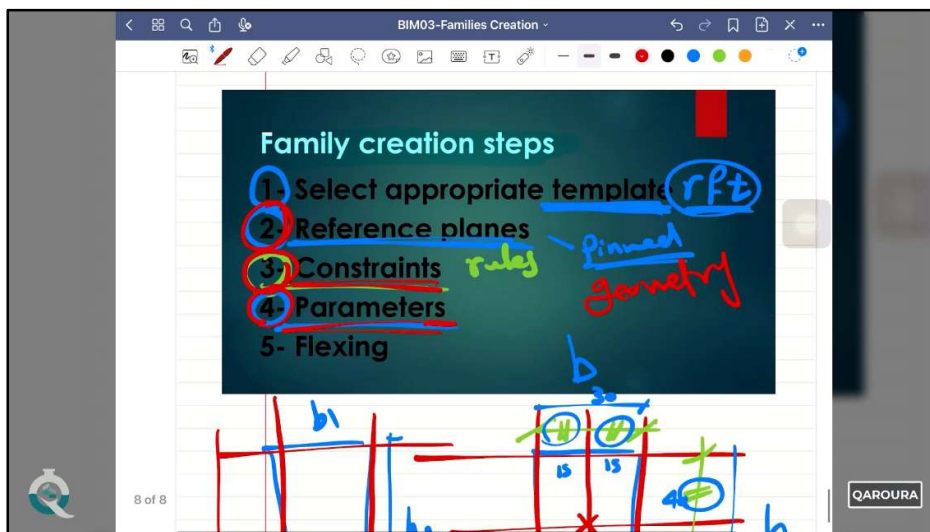 BIM03-Families Creation
Family creation steps
1- Select appropriate template rft
2- Reference planes Pinned
3- Constraints rules geometry
4- Parameters
5- Flexing
b
30
b1
15 15
8 of 8
QAROURA